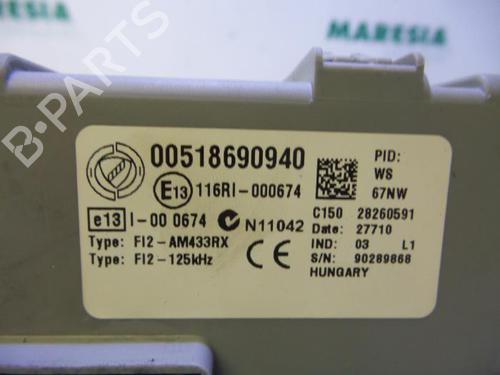 MARESIA
MARESIA
B-PARTS
00518690940
E13 116RI-000674
e13 I-00 0674 N11042
Type: FI2-AM433RX
Type: FI2-125kHz
CE
PID:
WS
67NW
C150 28260591
Date: 27710
IND: 03 L1
S/N: 90289868
HUNGARY